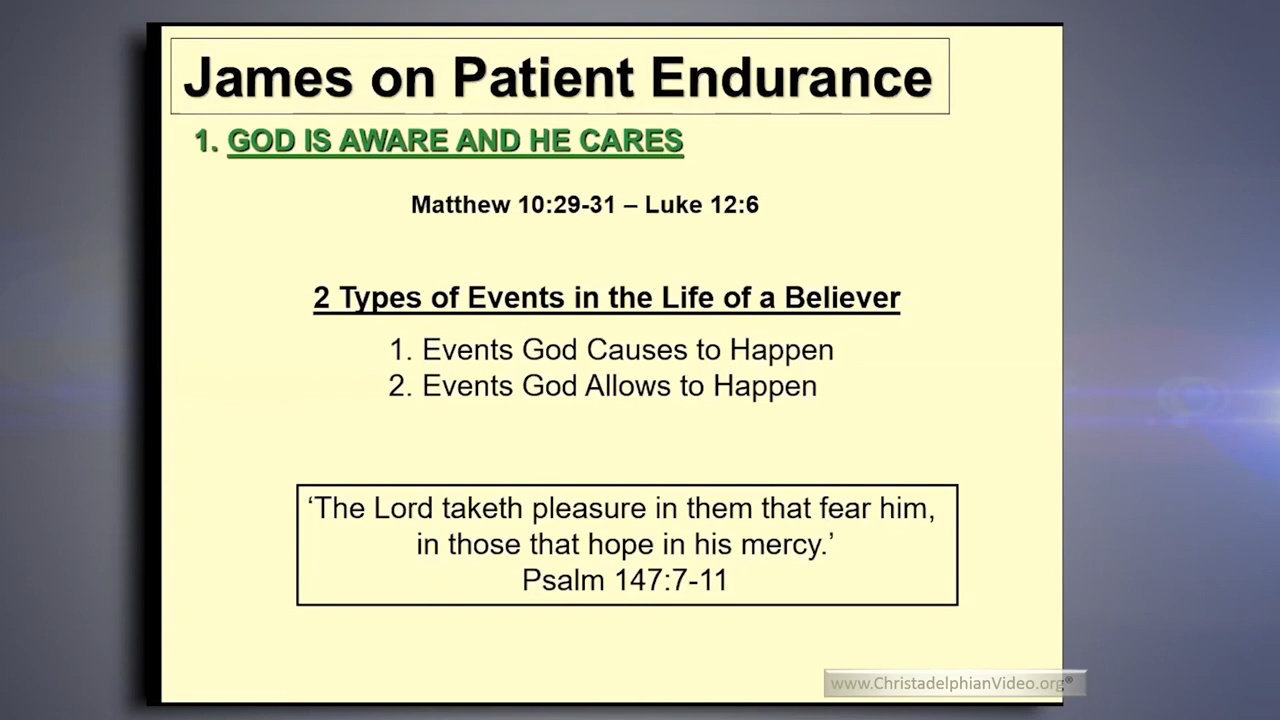 James on Patient Endurance
1. GOD IS AWARE AND HE CARES
Matthew 10:29-31 – Luke 12:6
2 Types of Events in the Life of a Believer
1. Events God Causes to Happen
2. Events God Allows to Happen
‘The Lord taketh pleasure in them that fear him,
in those that hope in his mercy.’
Psalm 147:7-11
www.ChristadelphianVideo.org®